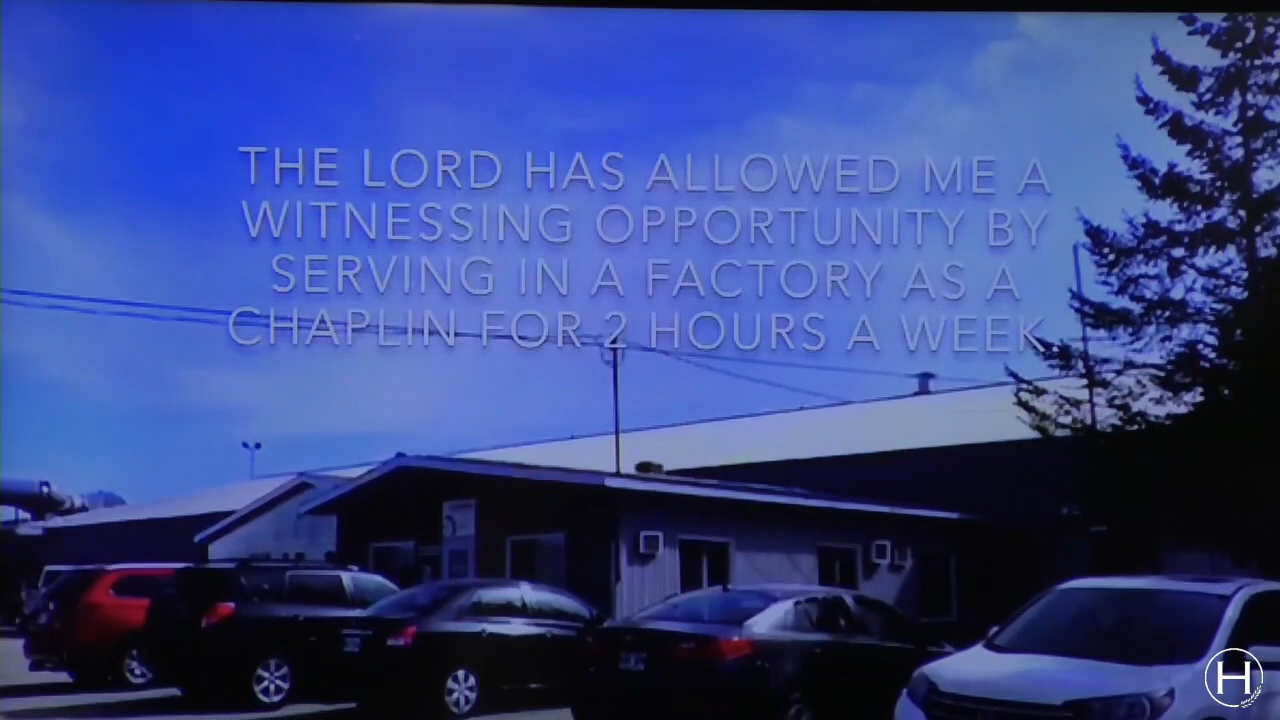 THE LORD HAS ALLOWED ME A
WITNESSING OPPORTUNITY BY
SERVING IN A FACTORY AS A
CHAPLIN FOR 2 HOURS A WEEK
H